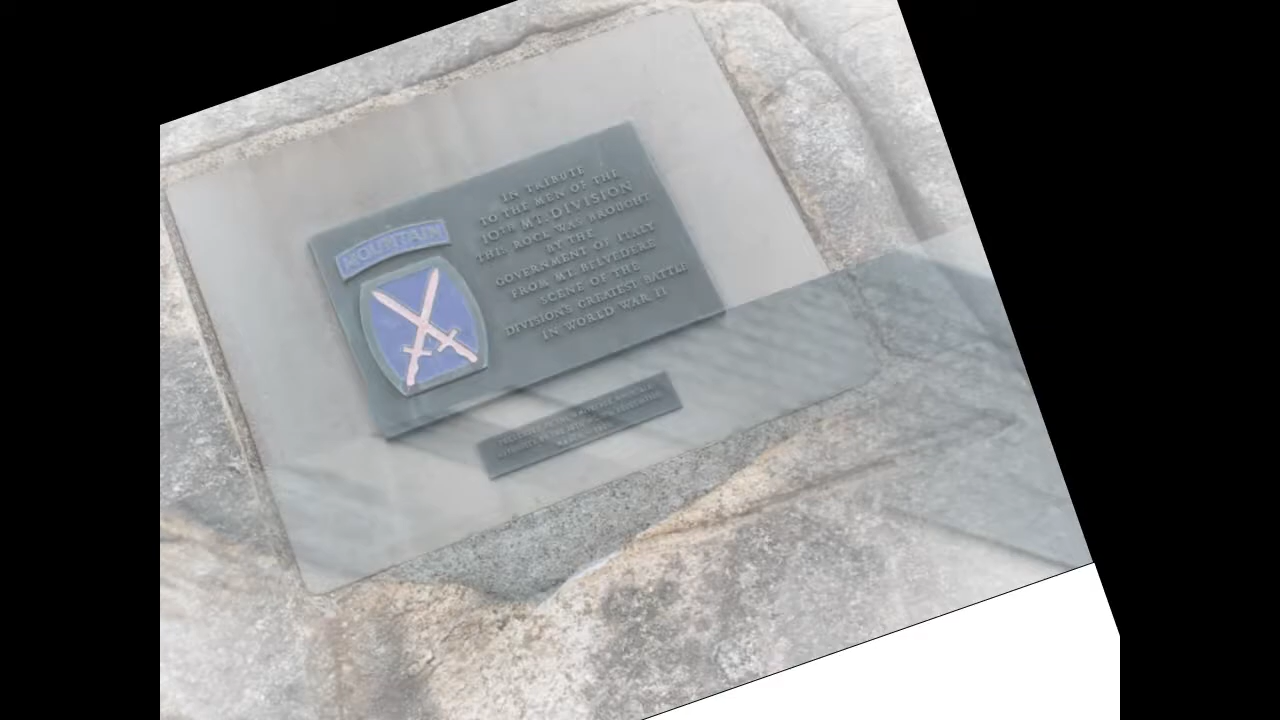 MOUNTAIN
IN TRIBUTE
TO THE MEN OF THE
10TH MT. DIVISION
THIS ROCK WAS BROUGHT
BY THE
GOVERNMENT OF ITALY
FROM MT. BELVEDERE
SCENE OF THE
DIVISION'S GREATEST BATTLE
IN WORLD WAR II